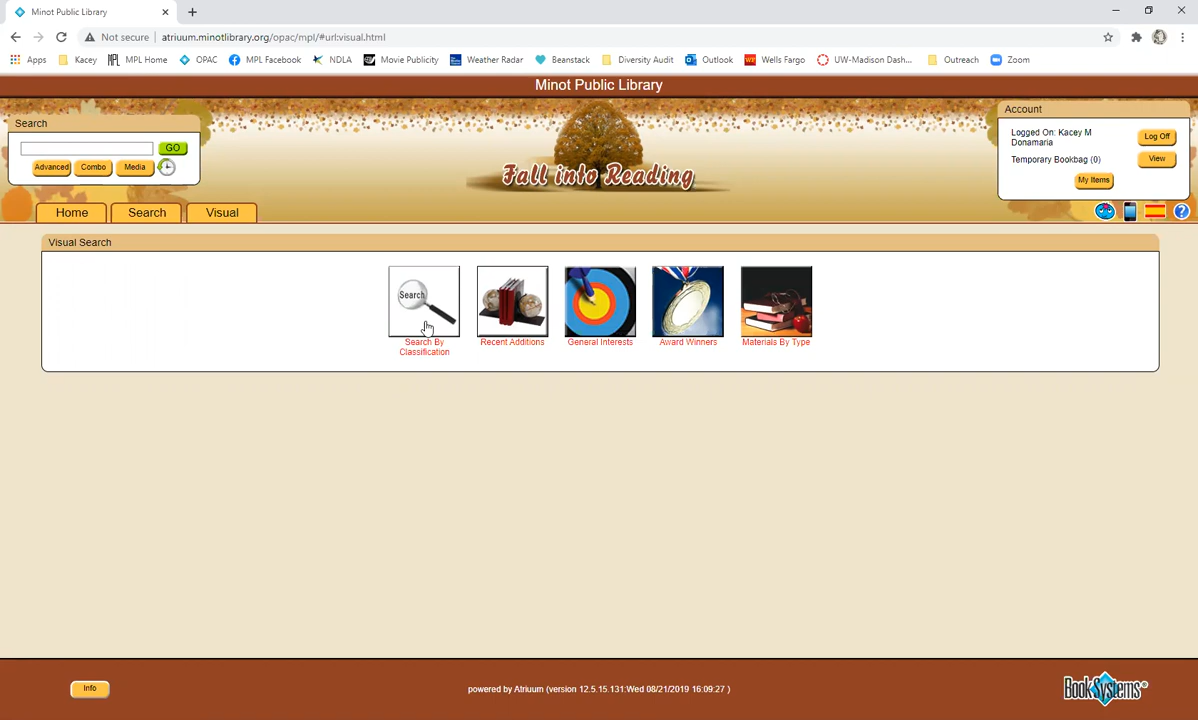 Minot Public Library
Not secure | atriuum.minotlibrary.org/opac/mpl/#url:visual.html
Apps Kacey MPL Home OPAC MPL Facebook NDLA Movie Publicity Weather Radar Beanstack Diversity Audit Outlook Wells Fargo UW-Madison Dash... Outreach Zoom
Minot Public Library
Search
GO
Advanced Combo Media
Fall into Reading
Account
Logged On: Kacey M
Donamaria
Log Off
Temporary Bookbag (0)
View
My Items
Home Search Visual
Visual Search
Search
Search By
Classification
Recent Additions
General Interests
Award Winners
Materials By Type
Info
powered by Atriuum (version 12.5.15.131:Wed 08/21/2019 16:09:27 )
BookSystems®